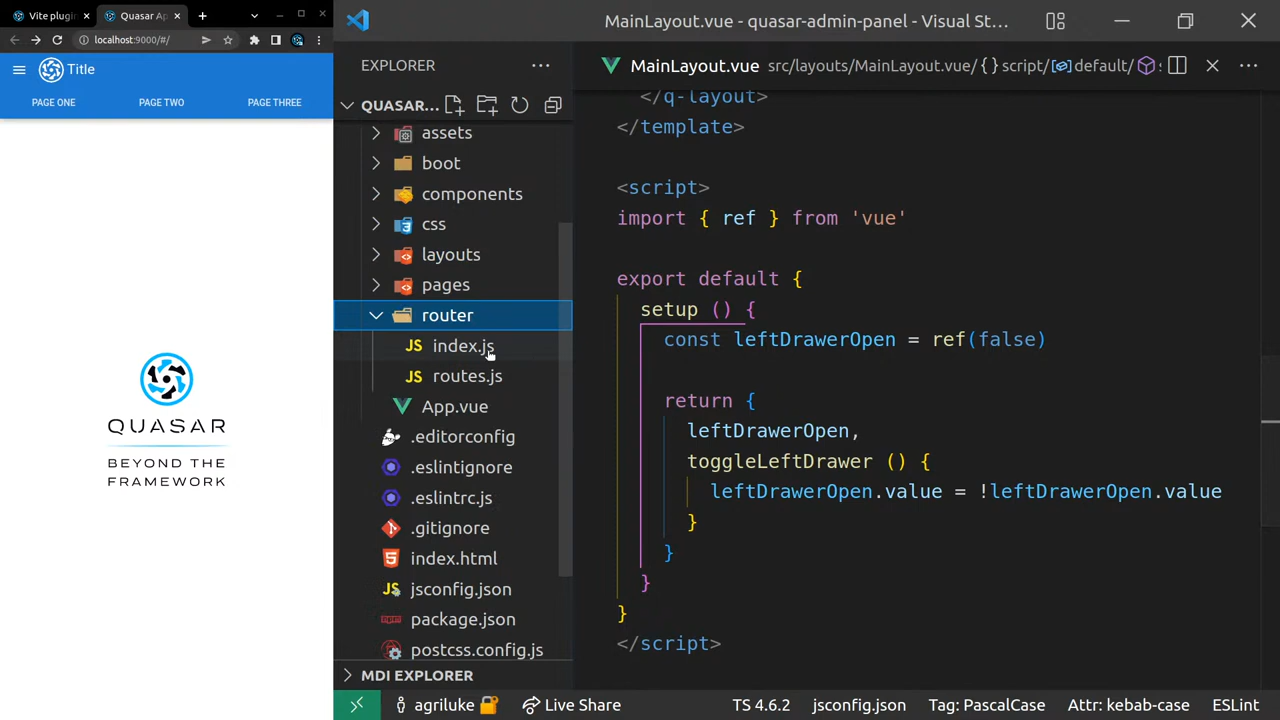 Vite plugin
Quasar Ap
localhost:9000/#/
Title
PAGE ONE
PAGE TWO
PAGE THREE
QUASAR
BEYOND THE
FRAMEWORK
MainLayout.vue - quasar-admin-panel - Visual St...
EXPLORER
QUASAR...
assets
boot
components
css
layouts
pages
router
index.js
routes.js
App.vue
.editorconfig
.eslintignore
.eslintrc.js
.gitignore
index.html
jsconfig.json
package.json
postcss.config.js
MDI EXPLORER
MainLayout.vue src/layouts/MainLayout.vue/ {} script/ default/
</q-layout>
</template>
<script>
import { ref } from 'vue'
export default {
setup () {
const leftDrawerOpen = ref(false)
return {
leftDrawerOpen,
toggleLeftDrawer () {
leftDrawerOpen.value = !leftDrawerOpen.value
}
}
}
}
</script>
agriluke
Live Share
TS 4.6.2
jsconfig.json
Tag: PascalCase
Attr: kebab-case
ESLint